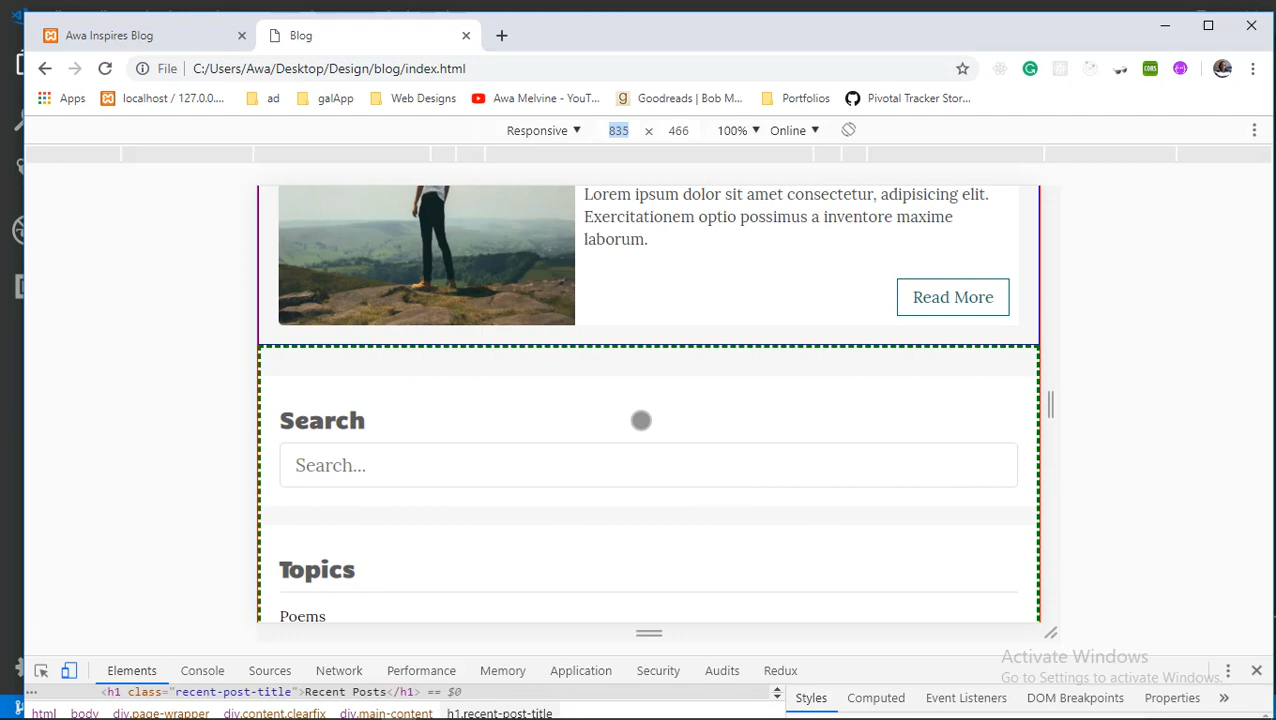 Awa Inspires Blog
Blog
File C:/Users/Awa/Desktop/Design/blog/index.html
Apps localhost / 127.0.0.... ad galApp Web Designs Awa Melvine - YouT... Goodreads | Bob M... Portfolios Pivotal Tracker Stor...
Responsive ▼ 835 × 466 100% ▼ Online ▼
Lorem ipsum dolor sit amet consectetur, adipisicing elit.
Exercitationem optio possimus a inventore maxime
laborum.
Read More
Search
Search...
Topics
Poems
Activate Windows
Go to Settings to activate Windows.
Elements Console Sources Network Performance Memory Application Security Audits Redux
<h1 class="recent-post-title">Recent Posts</h1> == $0
Styles Computed Event Listeners DOM Breakpoints Properties »
html body div.page-wrapper div.content.clearfix div.main-content h1.recent-post-title